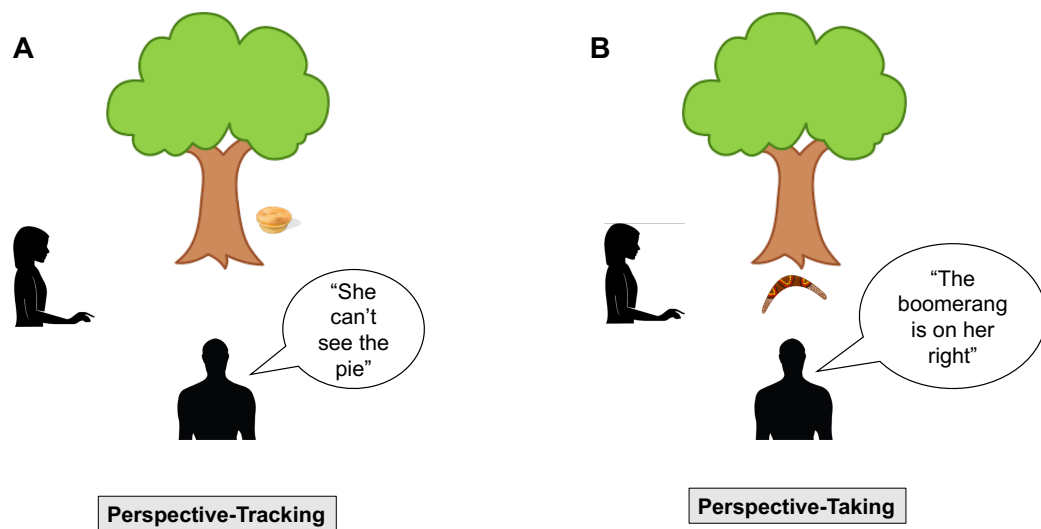 A
“She
can’t
see the
pie”
Perspective-Tracking
B
“The
boomerang
is on her
right”
Perspective-Taking